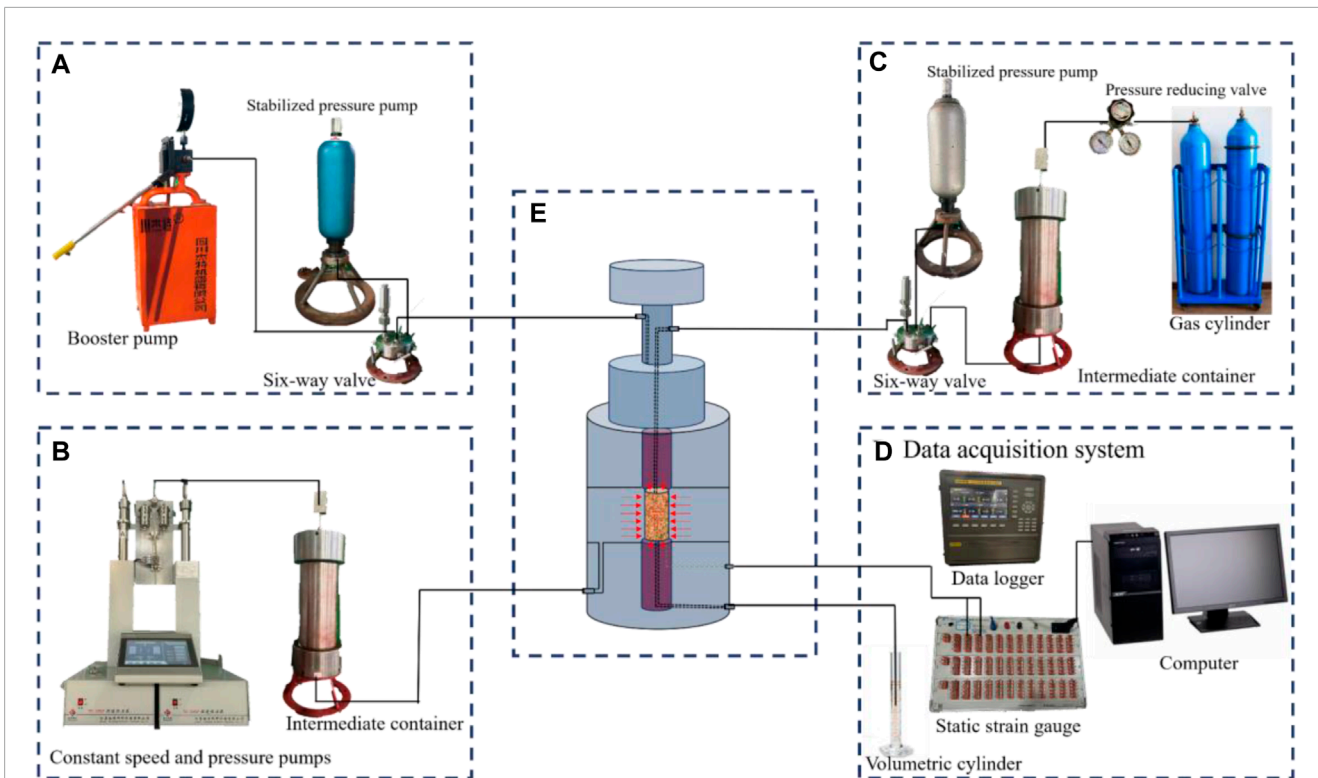 A
Stabilized pressure pump
Booster pump
Six-way valve
B
Intermediate container
Constant speed and pressure pumps
E
C
Stabilized pressure pump
Pressure reducing valve
Gas cylinder
Six-way valve
Intermediate container
D Data acquisition system
Data logger
Computer
Static strain gauge
Volumetric cylinder